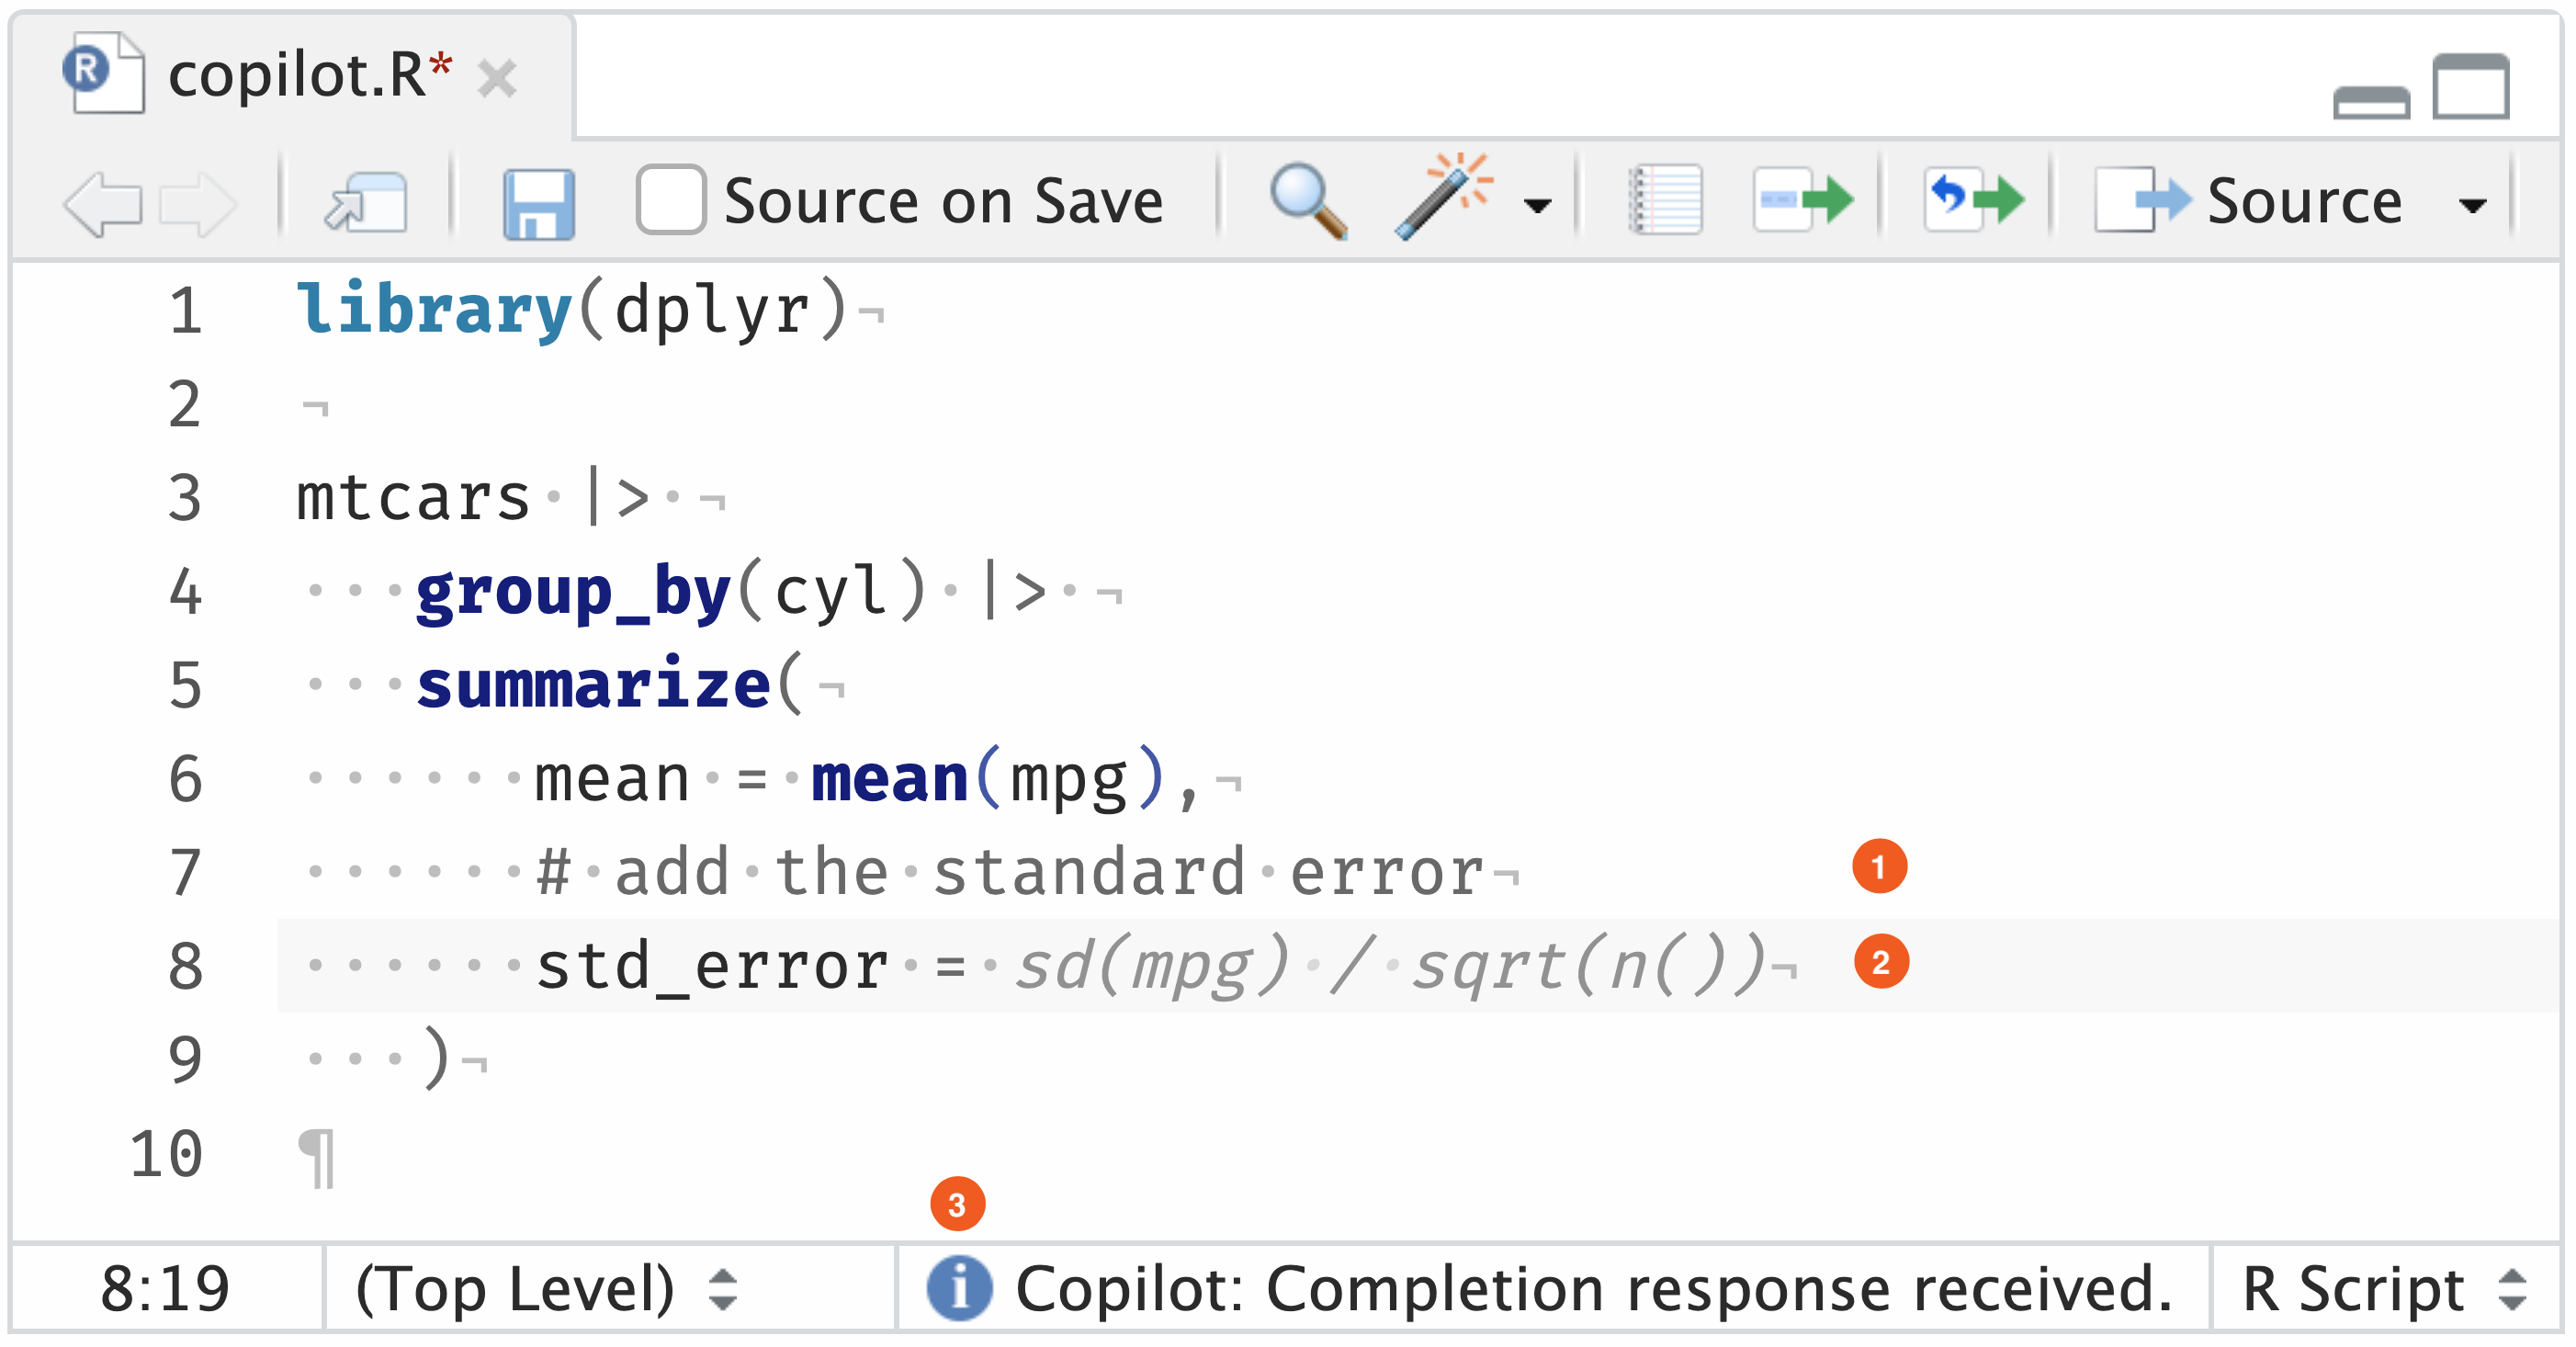 copilot.R*
Source on Save Source
1 library(dplyr)¬
2 ¬
3 mtcars·|>·¬
4 ···group_by(cyl)·|>·¬
5 ···summarize(¬
6 ······mean·=·mean(mpg),¬
7 ······#·add·the·standard·error¬ 1
8 ······std_error·=·sd(mpg)·/·sqrt(n())¬ 2
9 ···)¬
10 ¶
3
8:19 (Top Level) Copilot: Completion response received. R Script